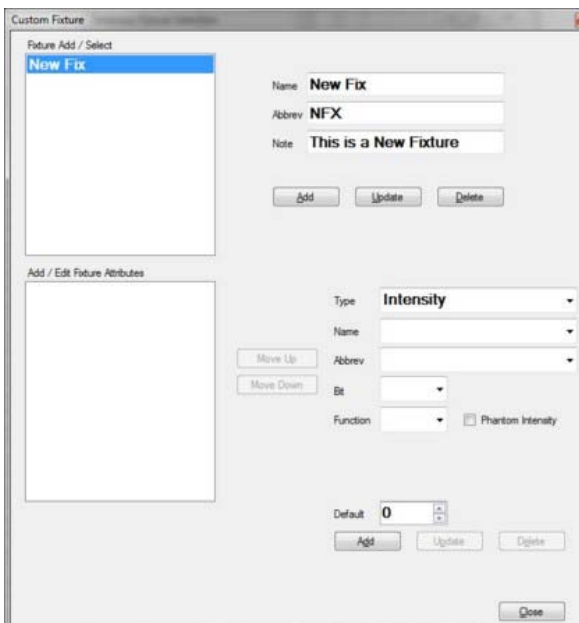 Custom Fixture
Fixture Add / Select
New Fix
Name New Fix
Abbrev NFX
Note This is a New Fixture
Add Update Delete
Add / Edit Fixture Attributes
Type Intensity
Name
Move Up Abbrev
Move Down Bit
Function Phantom Intensity
Default 0
Add Update Delete
Close